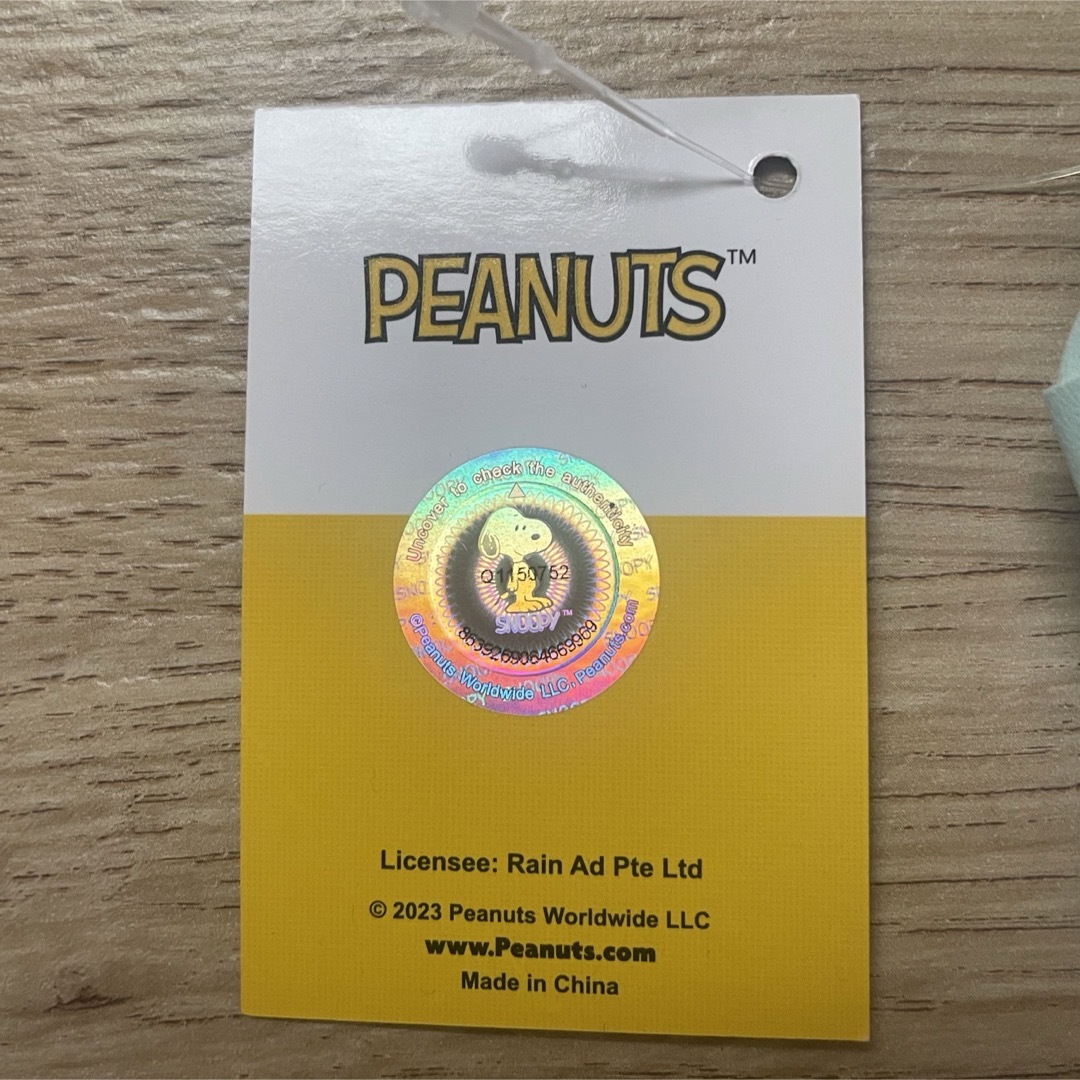 PEANUTS™
Uncover to check the authenticity
Q1150752
SNOOPY™
8639269064669969
©Peanuts Worldwide LLC, Peanuts.com
Licensee: Rain Ad Pte Ltd
© 2023 Peanuts Worldwide LLC
www.Peanuts.com
Made in China